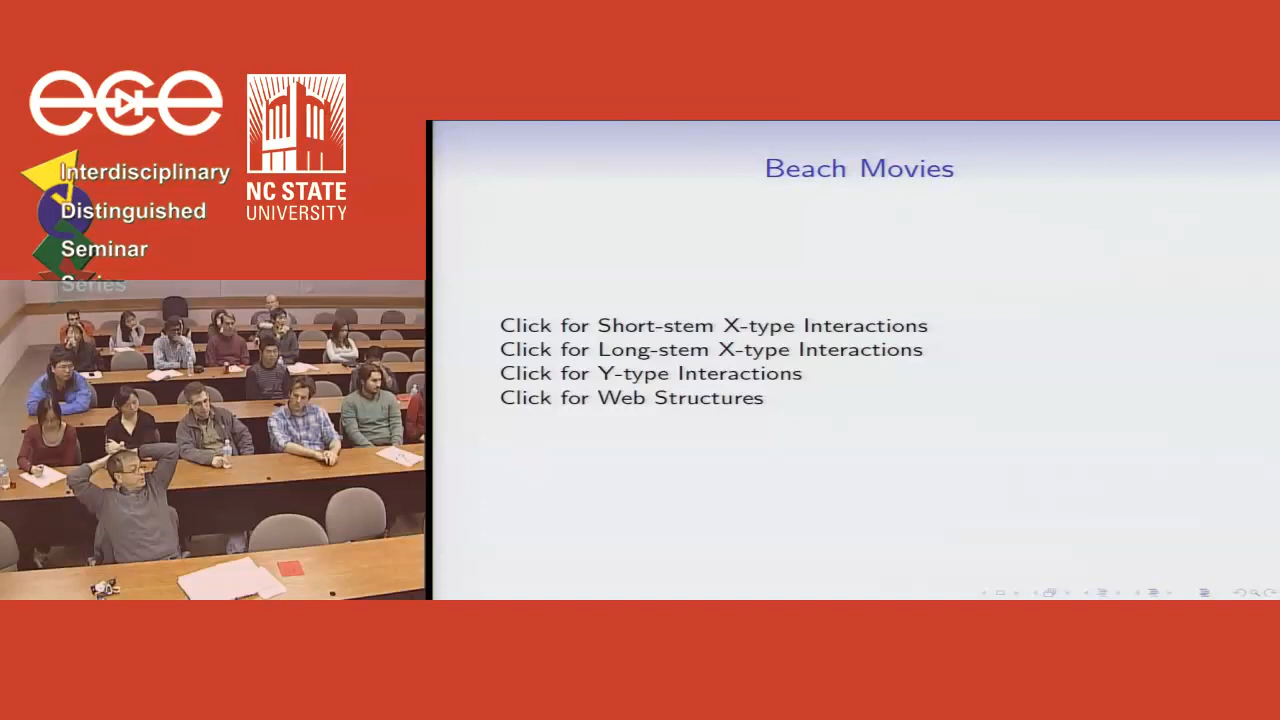 ece
Interdisciplinary
Distinguished
Seminar
Series
NC STATE
UNIVERSITY
Beach Movies
Click for Short-stem X-type Interactions
Click for Long-stem X-type Interactions
Click for Y-type Interactions
Click for Web Structures